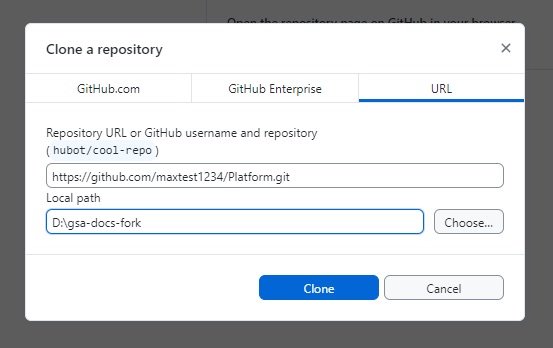 Open the repository page on GitHub in your browser
Clone a repository
GitHub.com
GitHub Enterprise
URL
Repository URL or GitHub username and repository
( hubot/cool-repo )
https://github.com/maxtest1234/Platform.git
Local path
D:\gsa-docs-fork
Choose...
Clone
Cancel